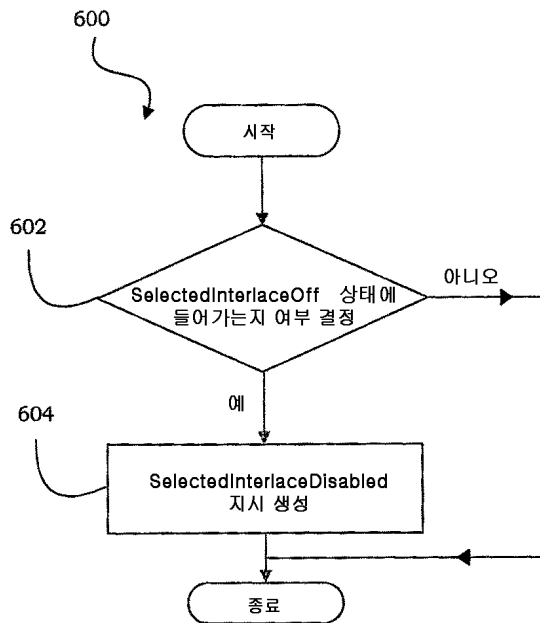 600
시작
602
SelectedInterlaceOff 상태에
들어가는지 여부 결정
아니오
예
604
SelectedInterlaceDisabled
지시 생성
종료